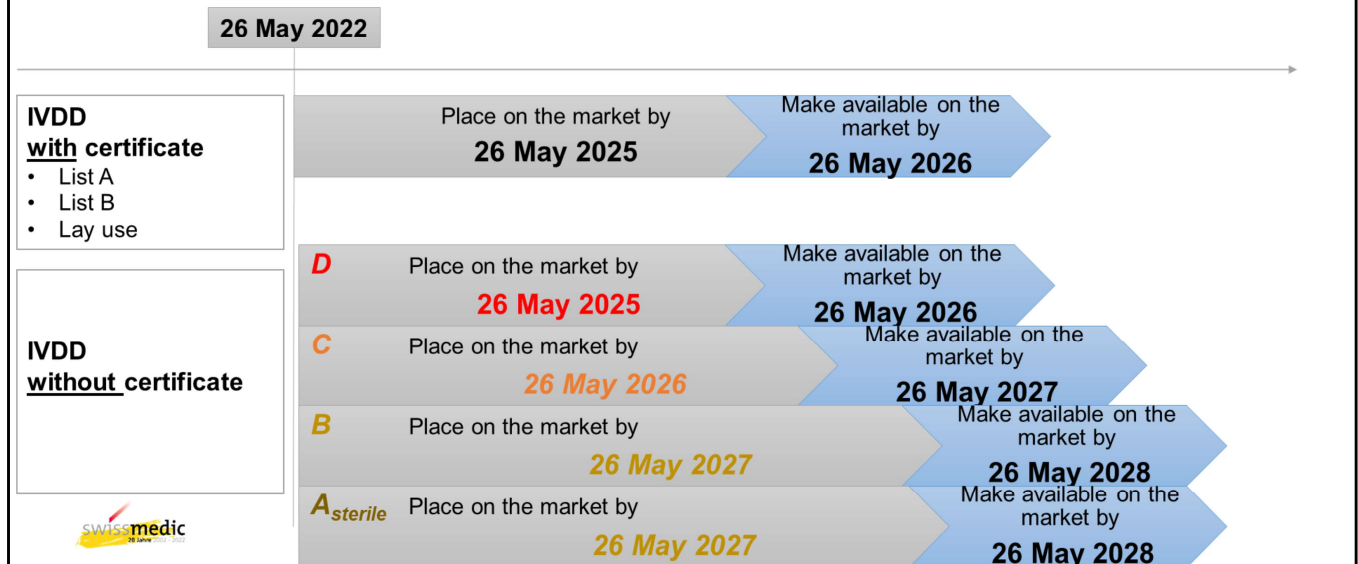 26 May 2022
IVDD
with certificate
• List A
• List B
• Lay use
Place on the market by
26 May 2025
Make available on the
market by
26 May 2026
IVDD
without certificate
D
Place on the market by
26 May 2025
Make available on the
market by
26 May 2026
C
Place on the market by
26 May 2026
Make available on the
market by
26 May 2027
B
Place on the market by
26 May 2027
Make available on the
market by
26 May 2028
Asterile
Place on the market by
26 May 2027
Make available on the
market by
26 May 2028
swissmedic
20 Jahre 2002 - 2022